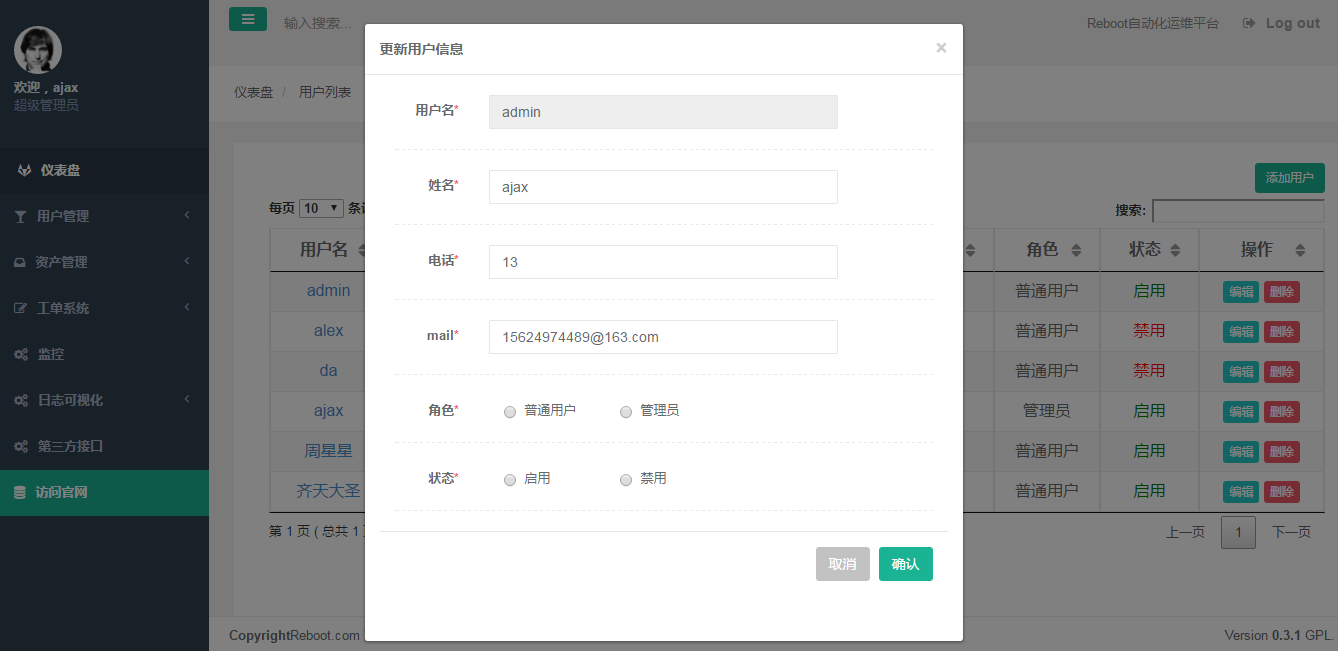 输入搜索...
Reboot自动化运维平台
Log out
欢迎，ajax
超级管理员
仪表盘
用户管理
资产管理
工单系统
监控
日志可视化
第三方接口
访问官网
仪表盘 / 用户列表
添加用户
每页 10 条
搜索:
用户名 角色 状态 操作
admin 普通用户 启用 编辑 删除
alex 普通用户 禁用 编辑 删除
da 普通用户 禁用 编辑 删除
ajax 管理员 启用 编辑 删除
周星星 普通用户 启用 编辑 删除
齐天大圣 普通用户 启用 编辑 删除
第 1 页 ( 总共 1
上一页 1 下一页
CopyrightReboot.com
Version 0.3.1 GPL.
更新用户信息 ×
用户名* admin
姓名* ajax
电话* 13
mail* 15624974489@163.com
角色* 普通用户 管理员
状态* 启用 禁用
取消 确认